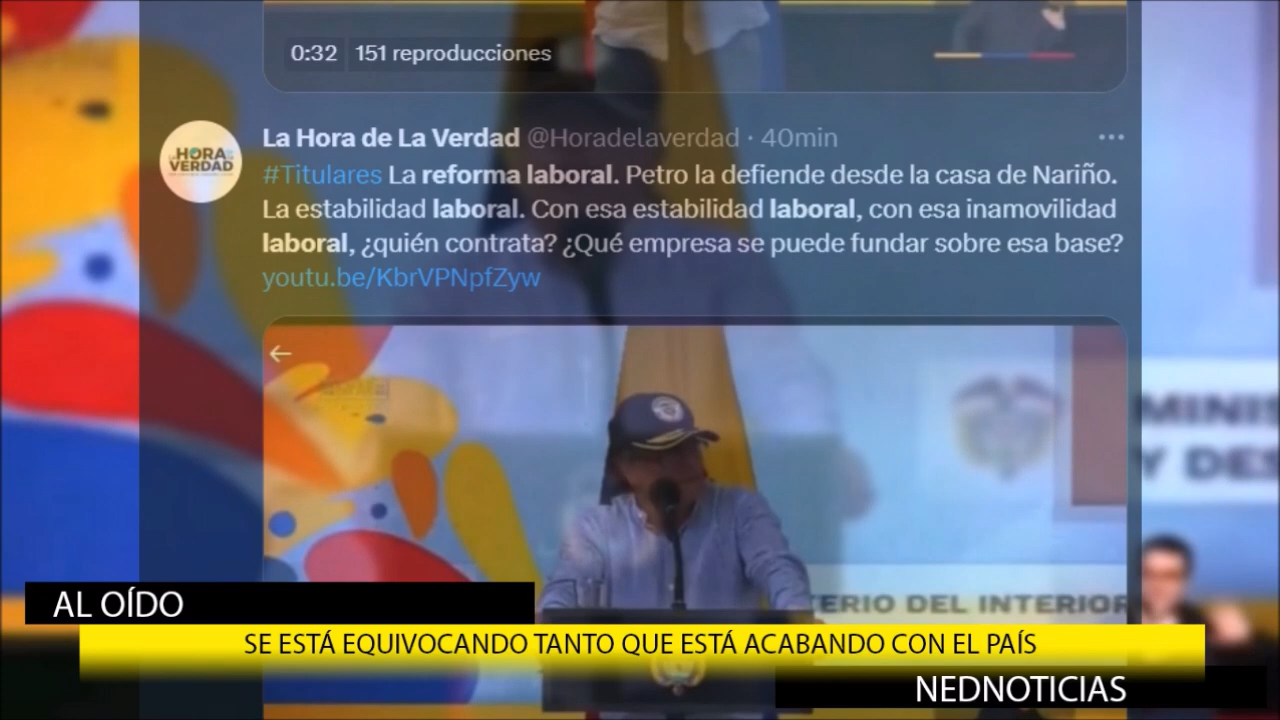 0:32 151 reproducciones
La Hora de La Verdad @Horadelaverdad · 40min
HORA
VERDAD
#Titulares La reforma laboral. Petro la defiende desde la casa de Nariño.
La estabilidad laboral. Con esa estabilidad laboral, con esa inamovilidad
laboral, ¿quién contrata? ¿Qué empresa se puede fundar sobre esa base?
youtu.be/KbrVPNpfZyw
MINIS
Y DES
ERIO DEL INTERIOR
AL OÍDO
SE ESTÁ EQUIVOCANDO TANTO QUE ESTÁ ACABANDO CON EL PAÍS
NEDNOTICIAS